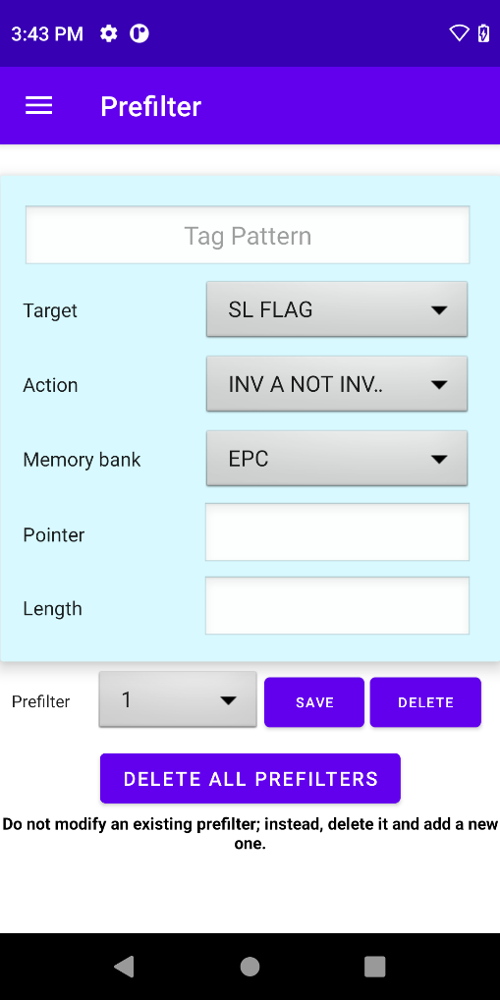 3:43 PM
Prefilter
Tag Pattern
Target
SL FLAG
Action
INV A NOT INV..
Memory bank
EPC
Pointer
Length
Prefilter
1
SAVE
DELETE
DELETE ALL PREFILTERS
Do not modify an existing prefilter; instead, delete it and add a new
one.